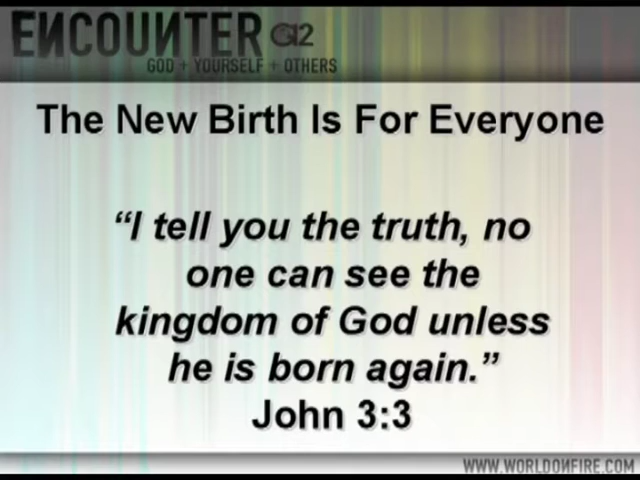 ENCOUNTER
GOD + YOURSELF + OTHERS
The New Birth Is For Everyone
“I tell you the truth, no
one can see the
kingdom of God unless
he is born again.”
John 3:3
WWW.WORLDONFIRE.COM